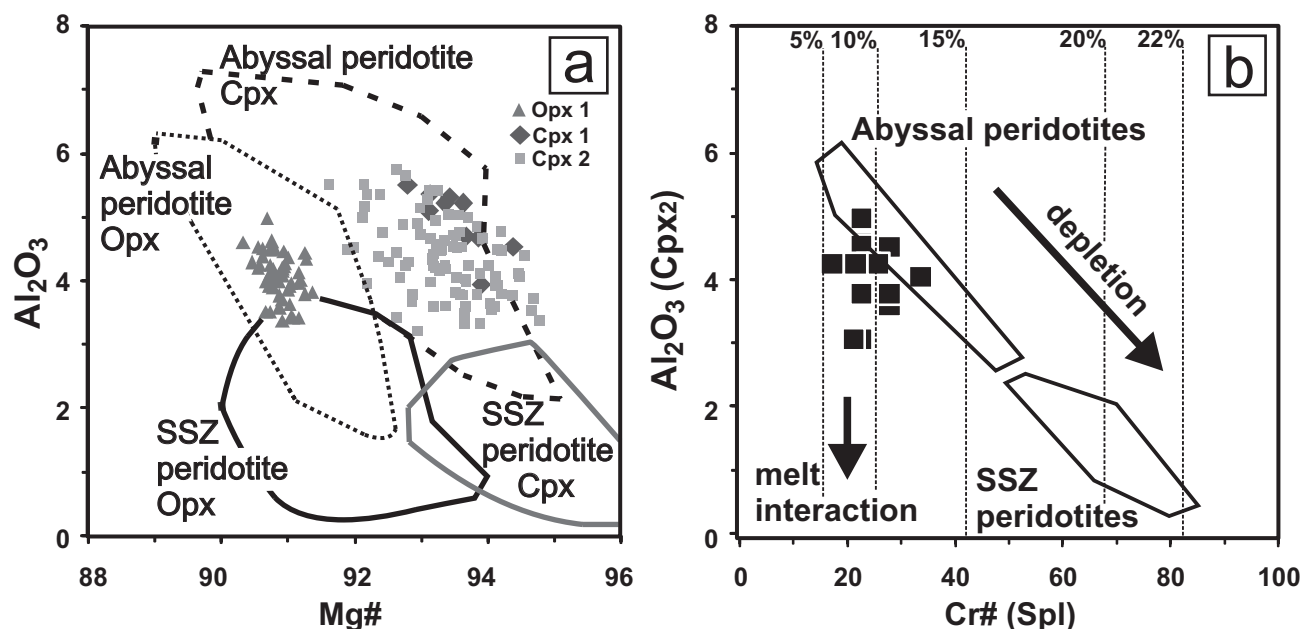 a
Abyssal peridotite
Cpx
Opx 1
Cpx 1
Cpx 2
Abyssal
peridotite
Opx
SSZ
peridotite
Opx
SSZ
peridotite
Cpx
Al2O3
8
6
4
2
0
88
90
92
94
96
Mg#
b
5%
10%
15%
20%
22%
Abyssal peridotites
depletion
melt
interaction
SSZ
peridotites
Al2O3 (Cpx2)
8
6
4
2
0
0
20
40
60
80
100
Cr# (Spl)